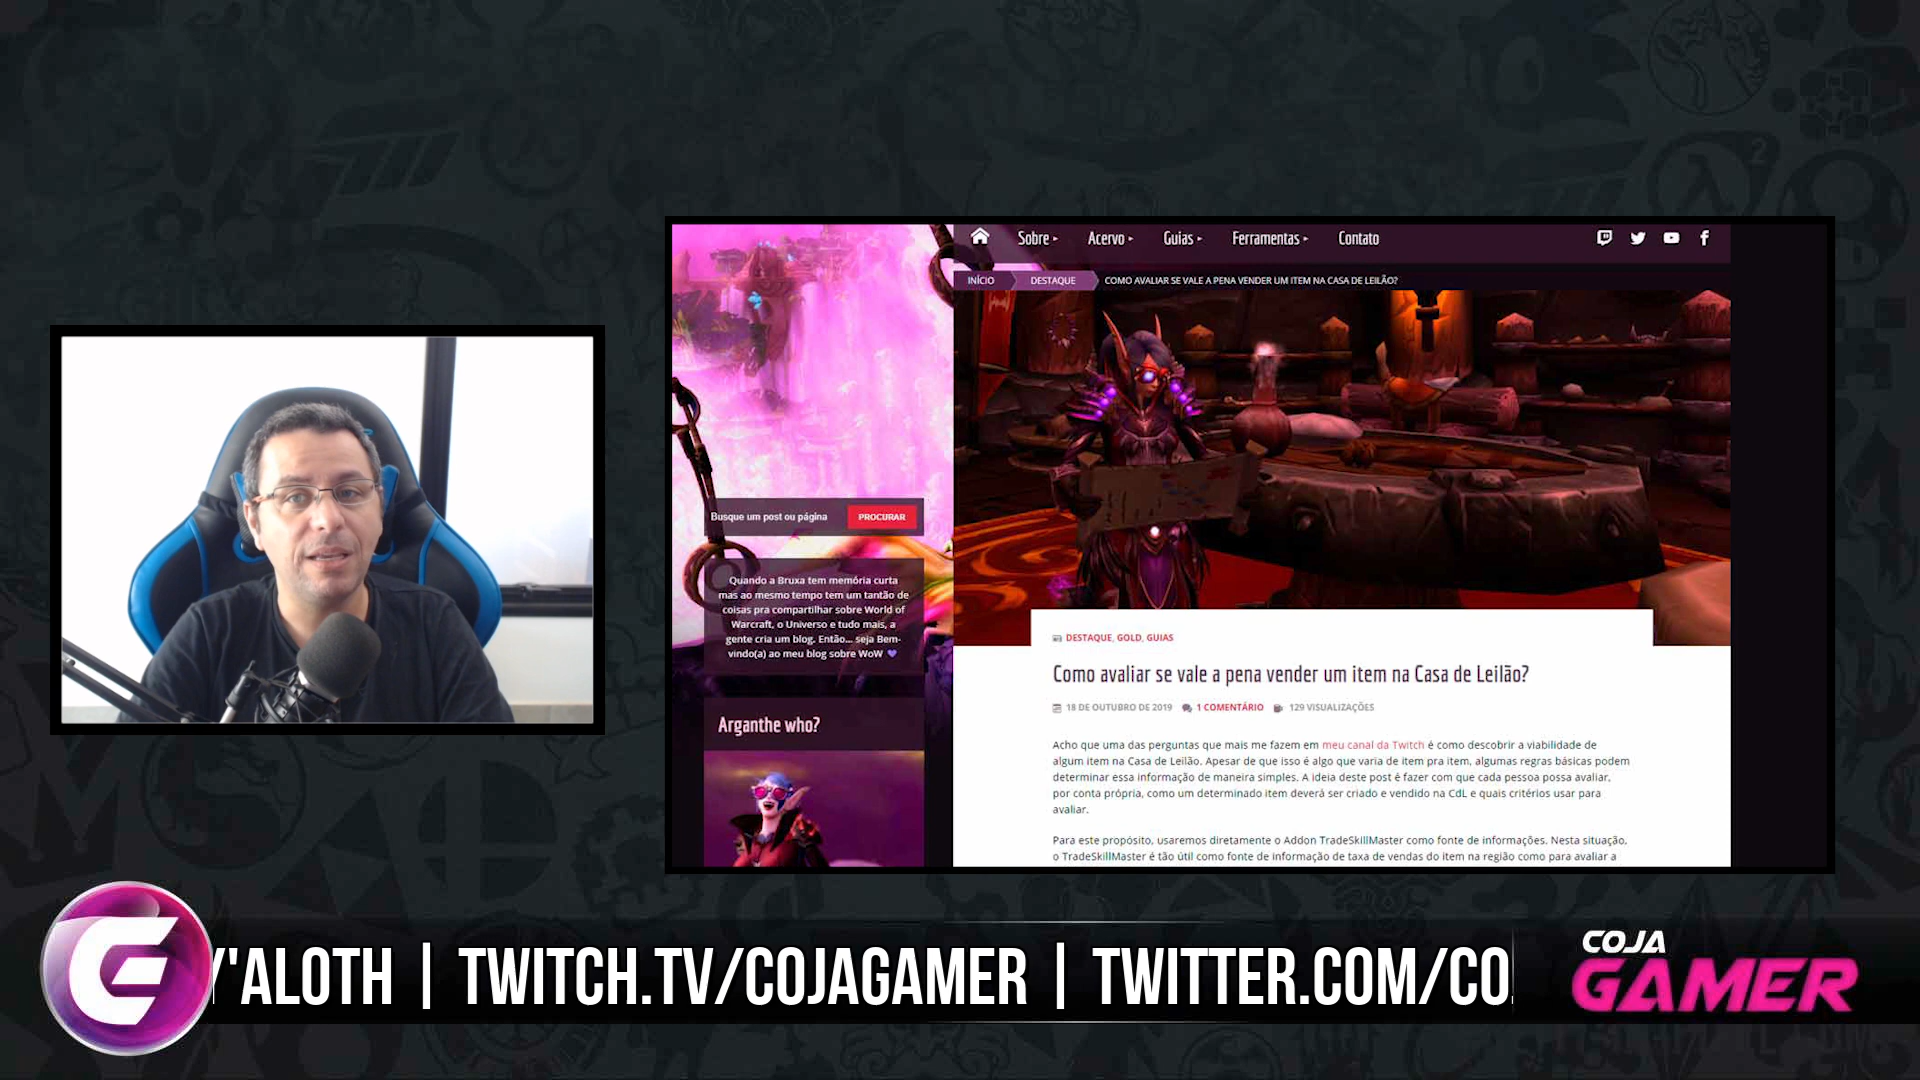 Sobre
Acervo
Guias
Ferramentas
Contato
INÍCIO
DESTAQUE
COMO AVALIAR SE VALE A PENA VENDER UM ITEM NA CASA DE LEILÃO?
Busque um post ou página
PROCURAR
Quando a Bruxa tem memória curta
mas ao mesmo tempo tem um tantão de
coisas pra compartilhar sobre World of
Warcraft, o Universo e tudo mais, a
gente cria um blog. Então... seja Bem-
vindo(a) ao meu blog sobre WoW 💜
Arganthe who?
DESTAQUE, GOLD, GUIAS
Como avaliar se vale a pena vender um item na Casa de Leilão?
18 DE OUTUBRO DE 2019 1 COMENTÁRIO 129 VISUALIZAÇÕES
Acho que uma das perguntas que mais me fazem em meu canal da Twitch é como descobrir a viabilidade de
algum item na Casa de Leilão. Apesar de que isso é algo que varia de item pra item, algumas regras básicas podem
determinar essa informação de maneira simples. A ideia deste post é fazer com que cada pessoa possa avaliar,
por conta própria, como um determinado item deverá ser criado e vendido na CdL e quais critérios usar para
avaliar.
Para este propósito, usaremos diretamente o Addon TradeSkillMaster como fonte de informações. Nesta situação,
o TradeSkillMaster é tão útil como fonte de informação de taxa de vendas do item na região como para avaliar a
Y'ALOTH | TWITCH.TV/COJAGAMER | TWITTER.COM/CO
COJA
GAMER